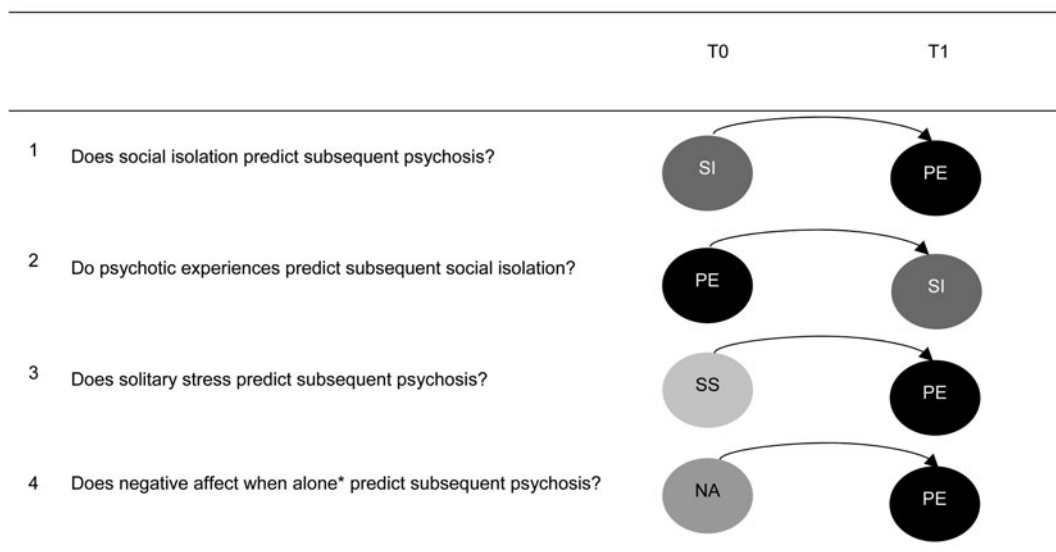 T0 T1
1 Does social isolation predict subsequent psychosis? SI PE
2 Do psychotic experiences predict subsequent social isolation? PE SI
3 Does solitary stress predict subsequent psychosis? SS PE
4 Does negative affect when alone* predict subsequent psychosis? NA PE